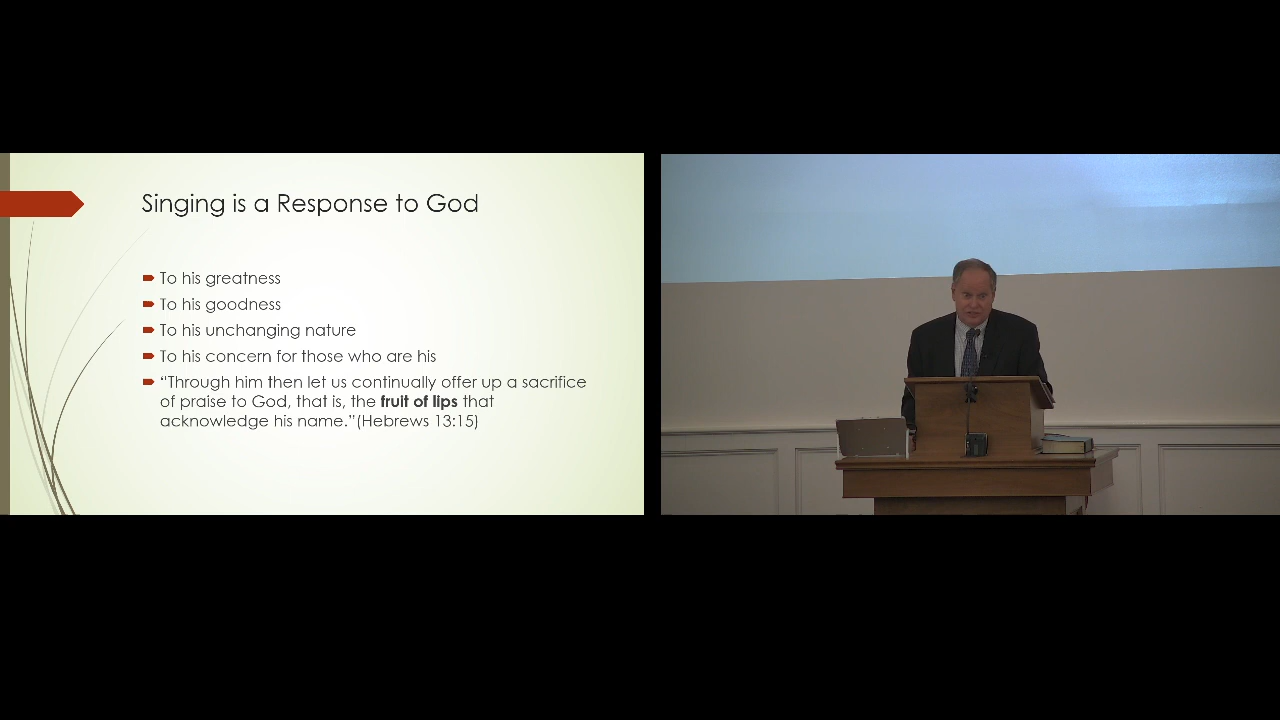 Singing is a Response to God
To his greatness
To his goodness
To his unchanging nature
To his concern for those who are his
“Through him then let us continually offer up a sacrifice
of praise to God, that is, the fruit of lips that
acknowledge his name.”(Hebrews 13:15)